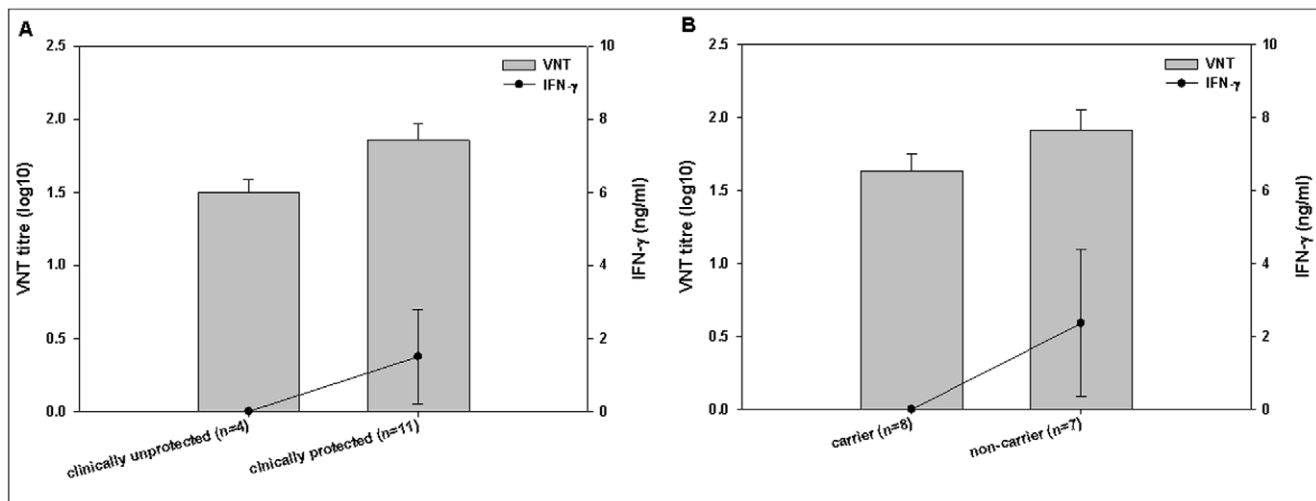 A
2.5
2.0
1.5
1.0
0.5
0.0
VNT titre (log10)
10
8
6
4
2
0
IFN-γ (ng/ml)
VNT
IFN-γ
clinically unprotected (n=4)
clnically protected (n=11)
B
2.5
2.0
1.5
1.0
0.5
0.0
VNT titre (log10)
10
8
6
4
2
0
IFN-γ (ng/ml)
VNT
IFN-γ
carrier (n=8)
non-carrier (n=7)